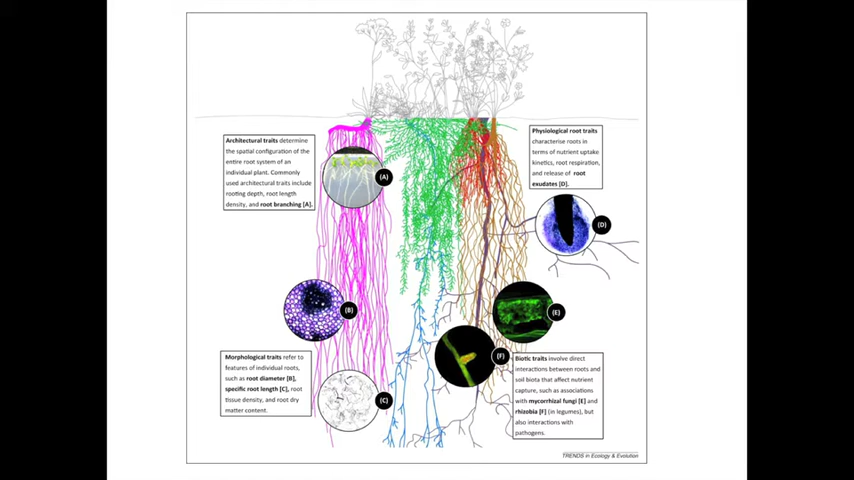 Architectural traits determine
the spatial configuration of the
entire root system of an
individual plant. Commonly
used architectural traits include
rooting depth, root length
density, and root branching [A].
(A)
Physiological root traits
characterise roots in
terms of nutrient uptake
kinetics, root respiration,
and release of root
exudates [D].
(D)
(B)
(E)
Morphological traits refer to
features of individual roots,
such as root diameter [B],
specific root length [C], root
tissue density, and root dry
matter content.
(C)
(F)
Biotic traits involve direct
interactions between roots and
soil biota that affect nutrient
capture, such as associations
with mycorrhizal fungi [E] and
rhizobia [F] (in legumes), but
also interactions with
pathogens.
TRENDS in Ecology & Evolution